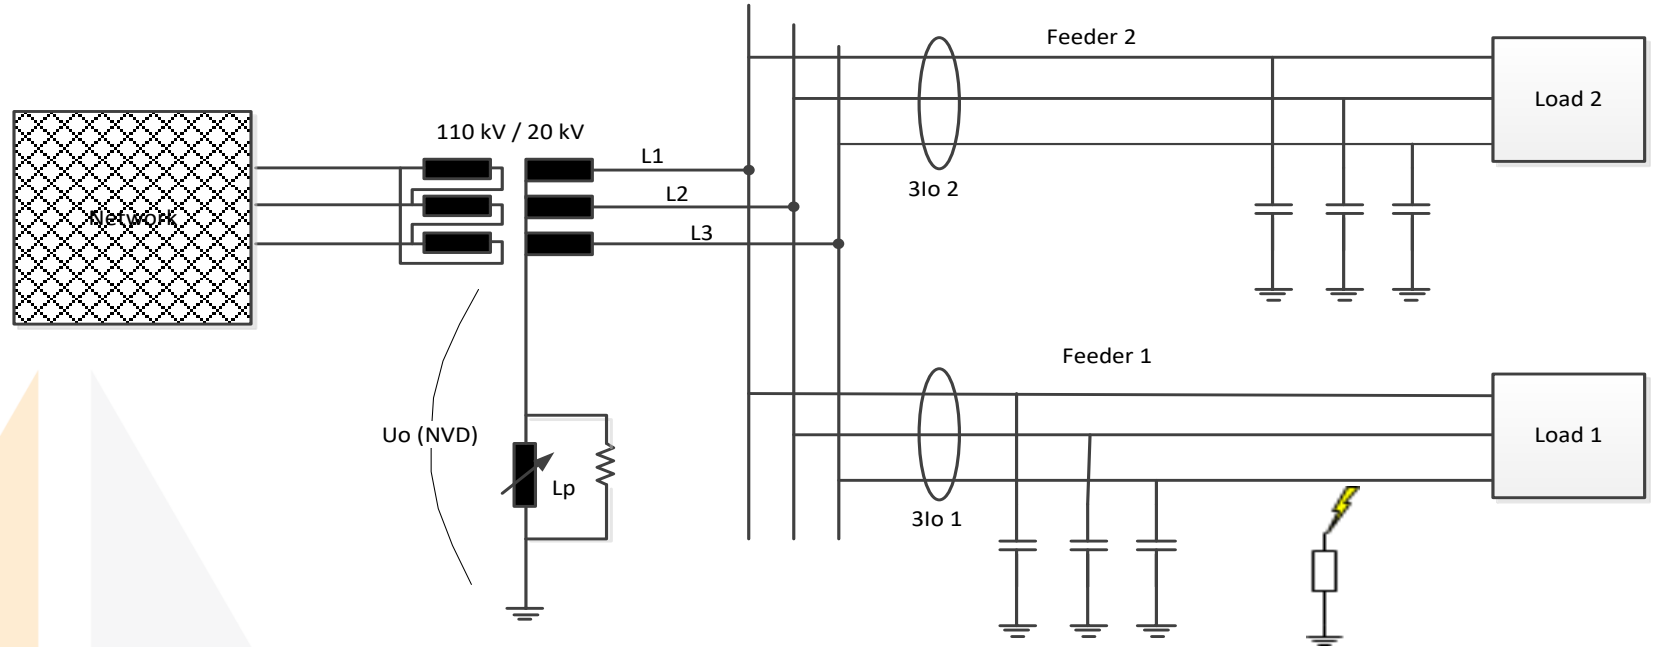 Feeder 2
Load 2
110 kV / 20 kV
L1
L2
L3
3Io 2
Network
Feeder 1
Uo (NVD)
Lp
Load 1
3Io 1